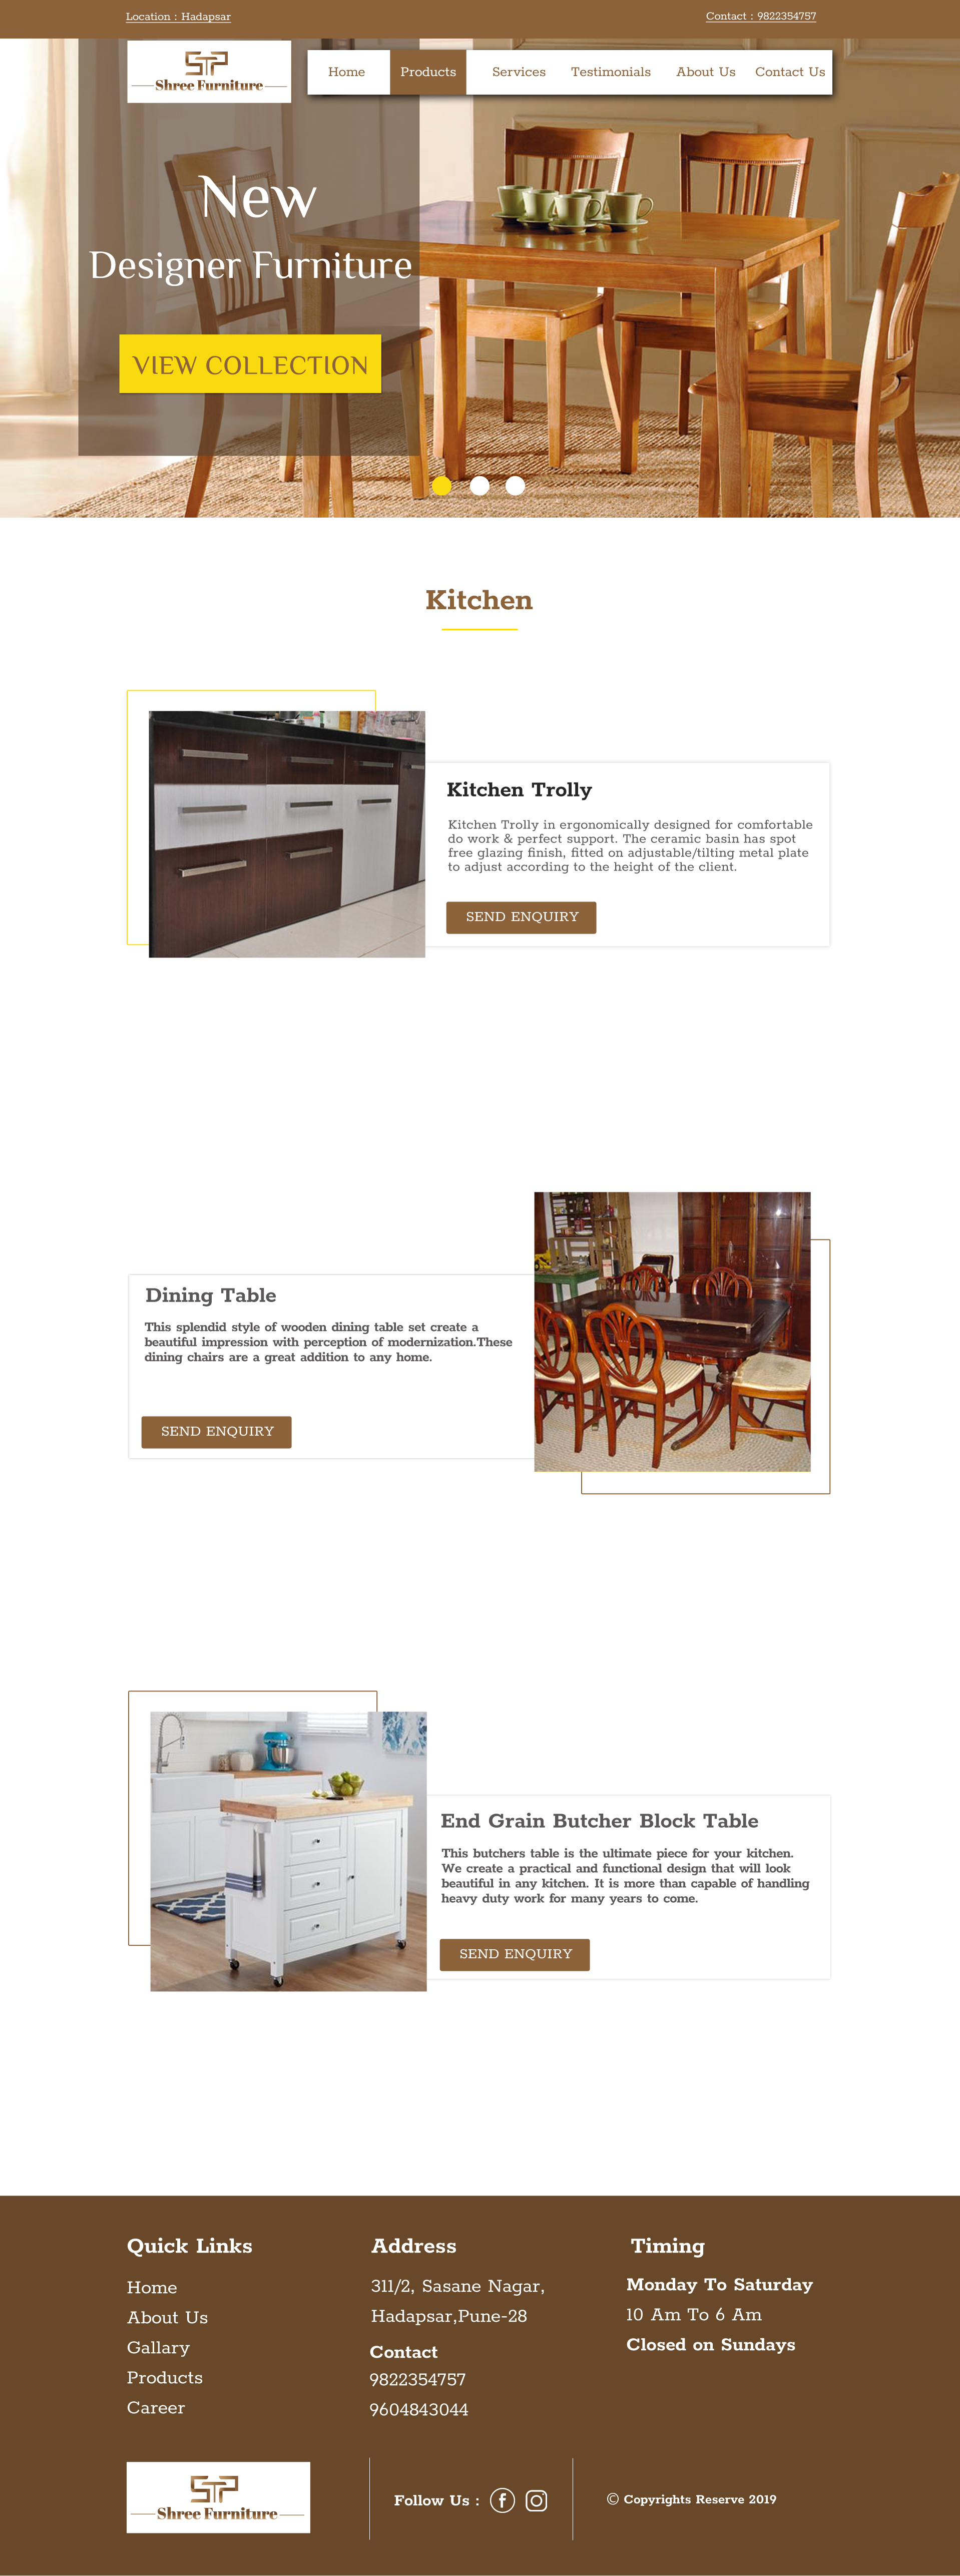 Location : Hadapsar
Contact : 9822354757
STP
Shree Furniture
Home
Products
Services
Testimonials
About Us
Contact Us
New
Designer Furniture
VIEW COLLECTION
Kitchen
Kitchen Trolly
Kitchen Trolly in ergonomically designed for comfortable
do work & perfect support. The ceramic basin has spot
free glazing finish, fitted on adjustable/tilting metal plate
to adjust according to the height of the client.
SEND ENQUIRY
Dining Table
This splendid style of wooden dining table set create a
beautiful impression with perception of modernization.These
dining chairs are a great addition to any home.
SEND ENQUIRY
End Grain Butcher Block Table
This butchers table is the ultimate piece for your kitchen.
We create a practical and functional design that will look
beautiful in any kitchen. It is more than capable of handling
heavy duty work for many years to come.
SEND ENQUIRY
Quick Links
Home
About Us
Gallary
Products
Career
Address
311/2, Sasane Nagar,
Hadapsar,Pune-28
Contact
9822354757
9604843044
Timing
Monday To Saturday
10 Am To 6 Am
Closed on Sundays
STP
Shree Furniture
Follow Us :
© Copyrights Reserve 2019